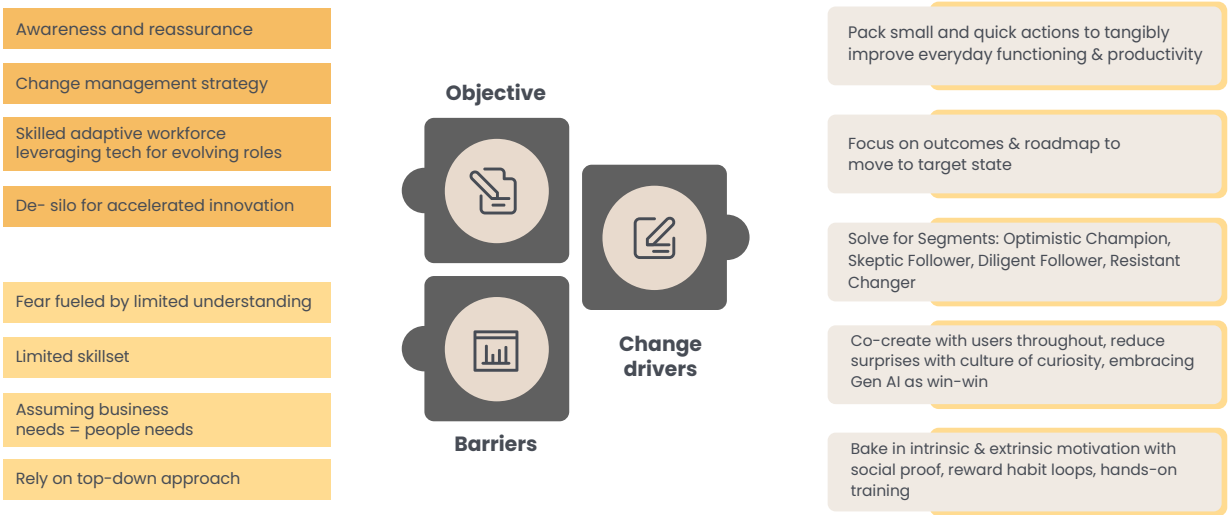 Awareness and reassurance
Change management strategy
Skilled adaptive workforce
leveraging tech for evolving roles
De- silo for accelerated innovation
Fear fueled by limited understanding
Limited skillset
Assuming business
needs = people needs
Rely on top-down approach
Objective
Barriers
Change
drivers
Pack small and quick actions to tangibly
improve everyday functioning & productivity
Focus on outcomes & roadmap to
move to target state
Solve for Segments: Optimistic Champion,
Skeptic Follower, Diligent Follower, Resistant
Changer
Co-create with users throughout, reduce
surprises with culture of curiosity, embracing
Gen AI as win-win
Bake in intrinsic & extrinsic motivation with
social proof, reward habit loops, hands-on
training